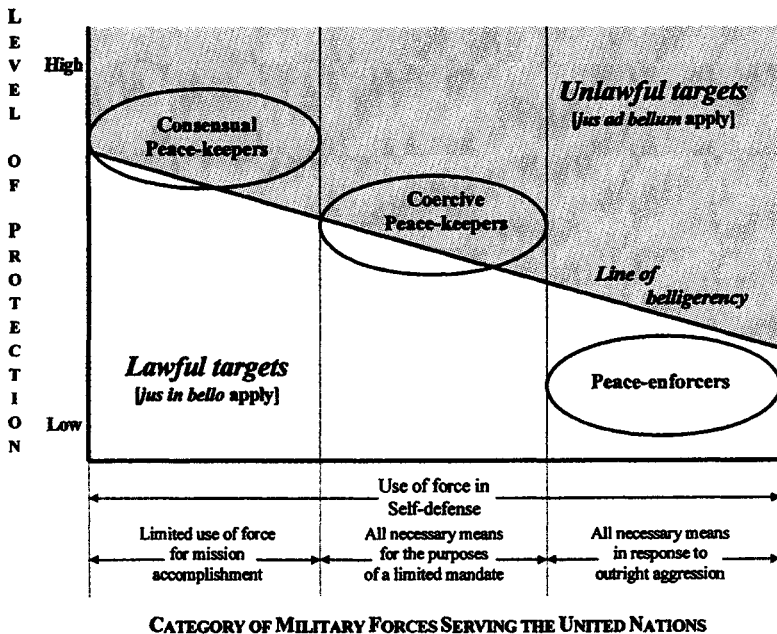 LEVEL OF PROTECTION
High
Low
Consensual
Peace-keepers
Unlawful targets
[jus ad bellum apply]
Coercive
Peace-keepers
Line of
belligerency
Lawful targets
[jus in bello apply]
Peace-enforcers
Use of force in
Self-defense
Limited use of force
for mission
accomplishment
All necessary means
for the purposes
of a limited mandate
All necessary means
in response to
outright aggression
CATEGORY OF MILITARY FORCES SERVING THE UNITED NATIONS